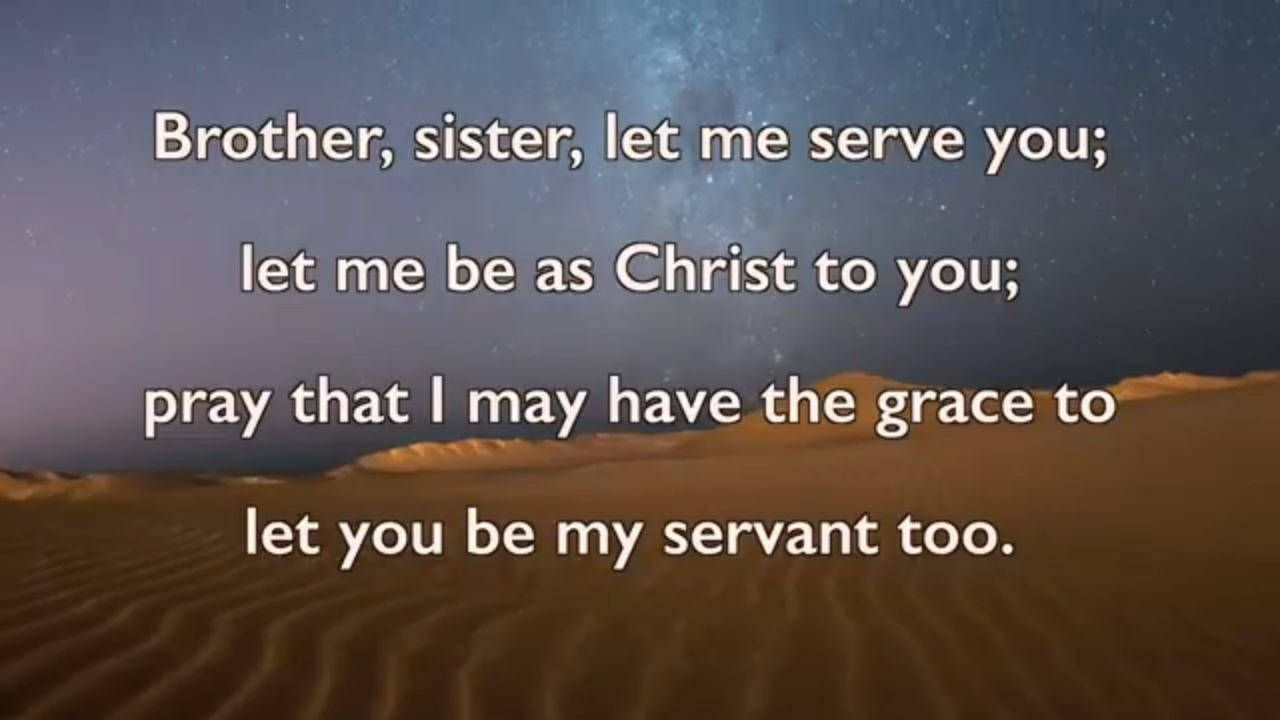 Brother, sister, let me serve you;
let me be as Christ to you;
pray that I may have the grace to
let you be my servant too.